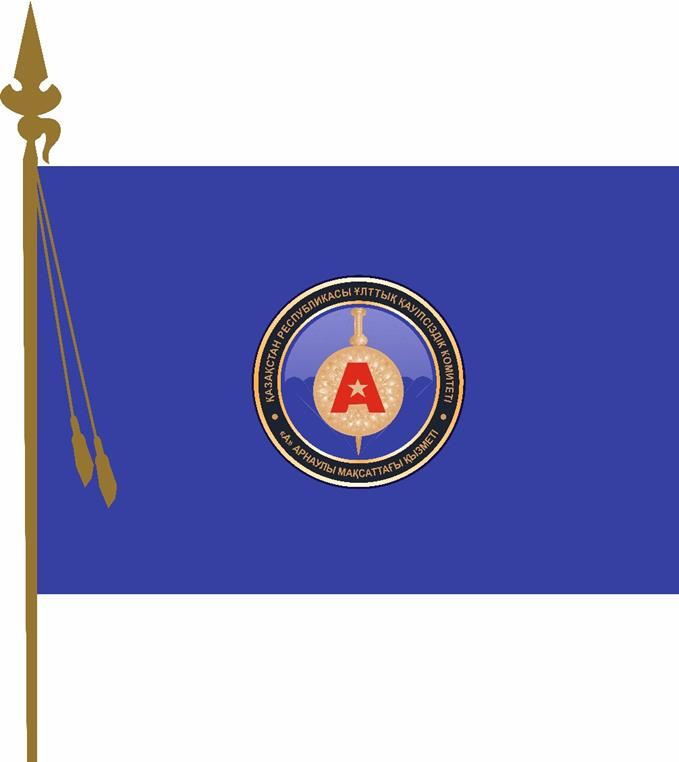 ҚАЗАҚСТАН РЕСПУБЛИКАСЫ ҰЛТТЫҚ ҚАУІПСІЗДІК КОМИТЕТІ
«А» АРНАУЛЫ МАҚСАТТАҒЫ ҚЫЗМЕТІ
А